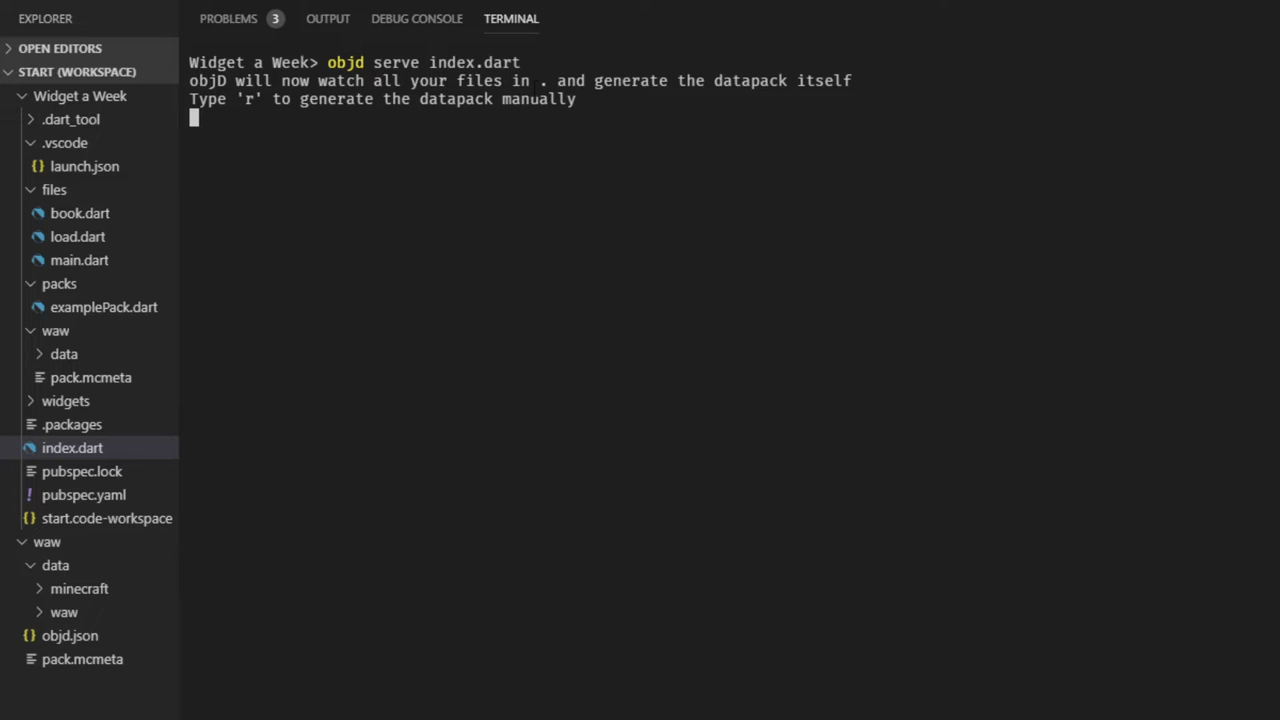 EXPLORER
OPEN EDITORS
START (WORKSPACE)
Widget a Week
.dart_tool
.vscode
{} launch.json
files
book.dart
load.dart
main.dart
packs
examplePack.dart
waw
data
pack.mcmeta
widgets
.packages
index.dart
pubspec.lock
! pubspec.yaml
{} start.code-workspace
waw
data
minecraft
waw
{} objd.json
pack.mcmeta
PROBLEMS 3 OUTPUT DEBUG CONSOLE TERMINAL
Widget a Week> objd serve index.dart
objD will now watch all your files in . and generate the datapack itself
Type 'r' to generate the datapack manually